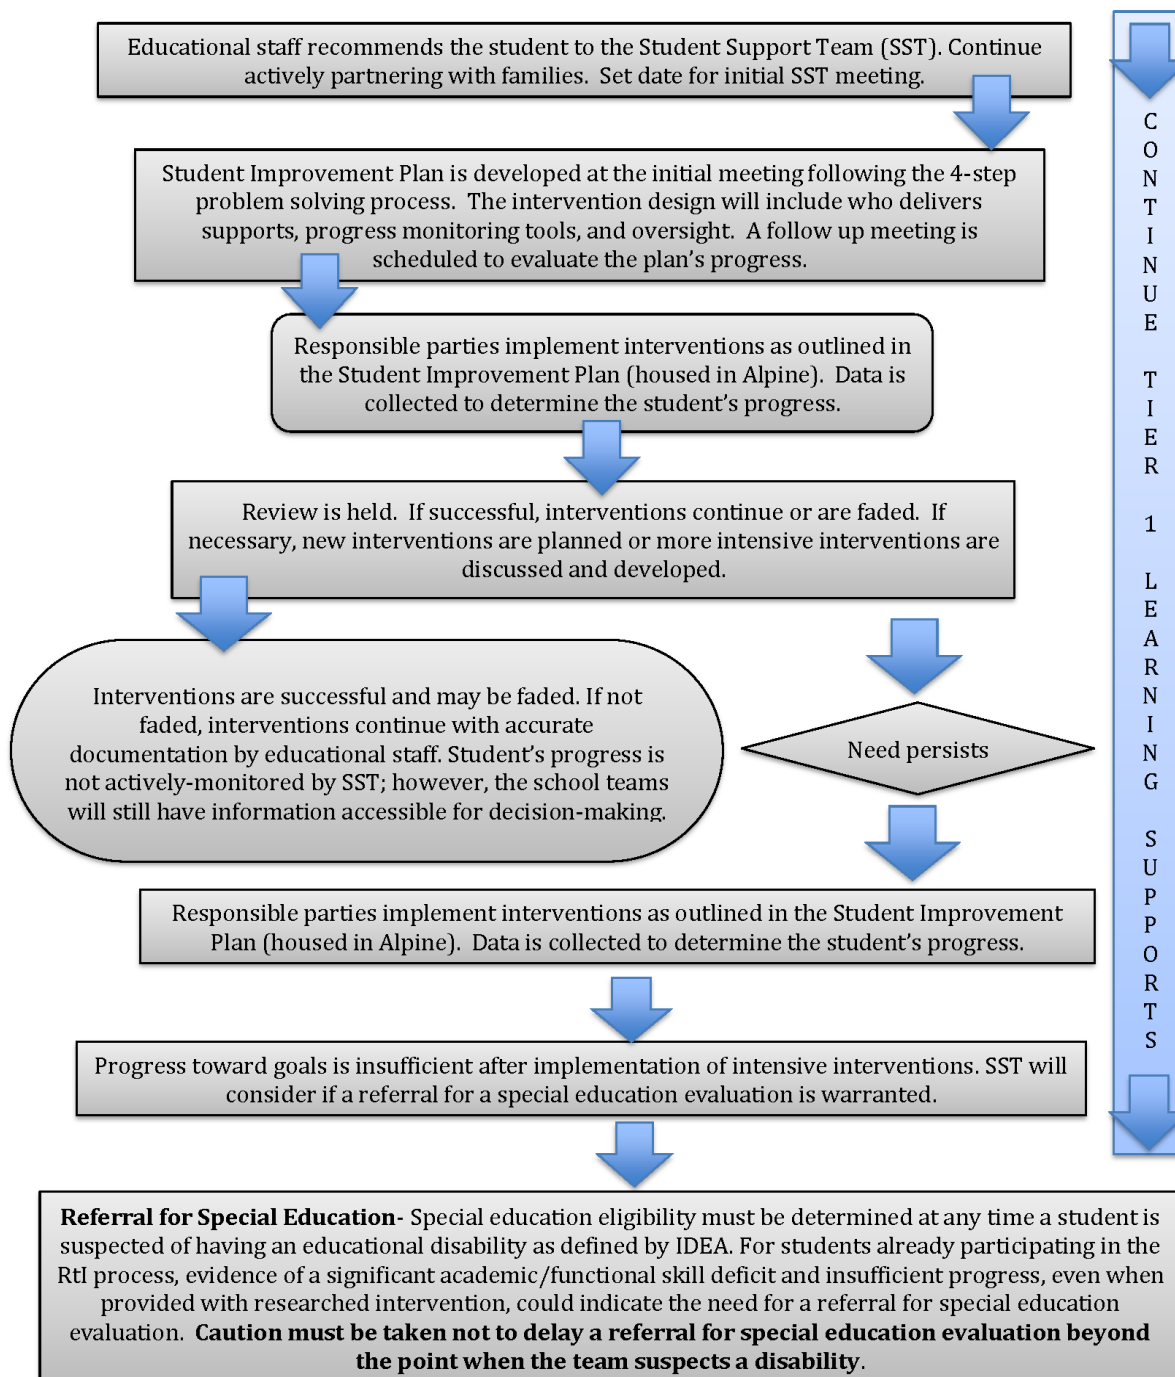 Educational staff recommends the student to the Student Support Team (SST). Continue
actively partnering with families.  Set date for initial SST meeting.
Student Improvement Plan is developed at the initial meeting following the 4-step
problem solving process.  The intervention design will include who delivers
supports, progress monitoring tools, and oversight.  A follow up meeting is
scheduled to evaluate the plan's progress.
Responsible parties implement interventions as outlined in
the Student Improvement Plan (housed in Alpine).  Data is
collected to determine the student's progress.
Review is held.  If successful, interventions continue or are faded.  If
necessary, new interventions are planned or more intensive interventions are
discussed and developed.
Interventions are successful and may be faded. If not
faded, interventions continue with accurate
documentation by educational staff. Student's progress is
not actively-monitored by SST; however, the school teams
will still have information accessible for decision-making.
Need persists
Responsible parties implement interventions as outlined in the Student Improvement
Plan (housed in Alpine).  Data is collected to determine the student's progress.
Progress toward goals is insufficient after implementation of intensive interventions. SST will
consider if a referral for a special education evaluation is warranted.
Referral for Special Education- Special education eligibility must be determined at any time a student is
suspected of having an educational disability as defined by IDEA. For students already participating in the
RtI process, evidence of a significant academic/functional skill deficit and insufficient progress, even when
provided with researched intervention, could indicate the need for a referral for special education
evaluation.  Caution must be taken not to delay a referral for special education evaluation beyond
the point when the team suspects a disability.
CONTINUE TIER 1 LEARNING SUPPORTS